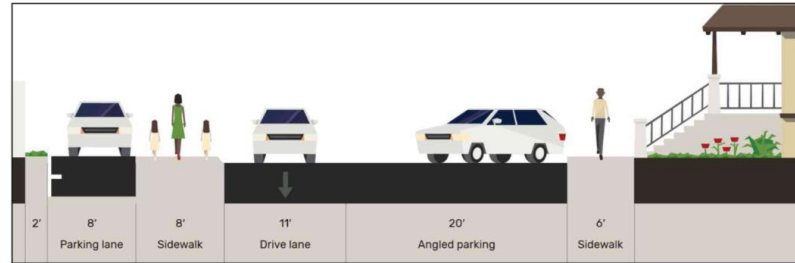 2' 8' 8' 11' 20' 6'
Parking lane Sidewalk Drive lane Angled parking Sidewalk